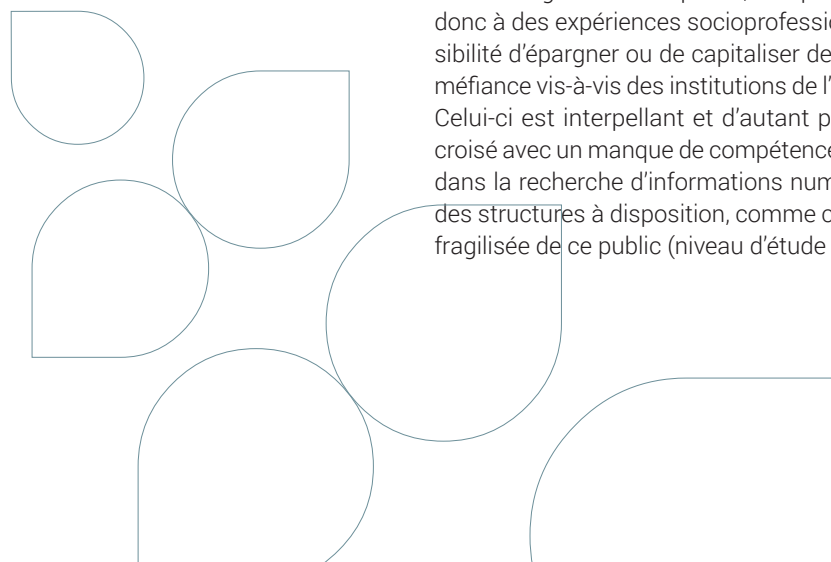 donc à des expériences socioprofessi
sibilité d'épargner ou de capitaliser de
méfiance vis-à-vis des institutions de l'
Celui-ci est interpellant et d'autant p
croisé avec un manque de compétence
dans la recherche d'informations num
des structures à disposition, comme c
fragilisée de ce public (niveau d'étude